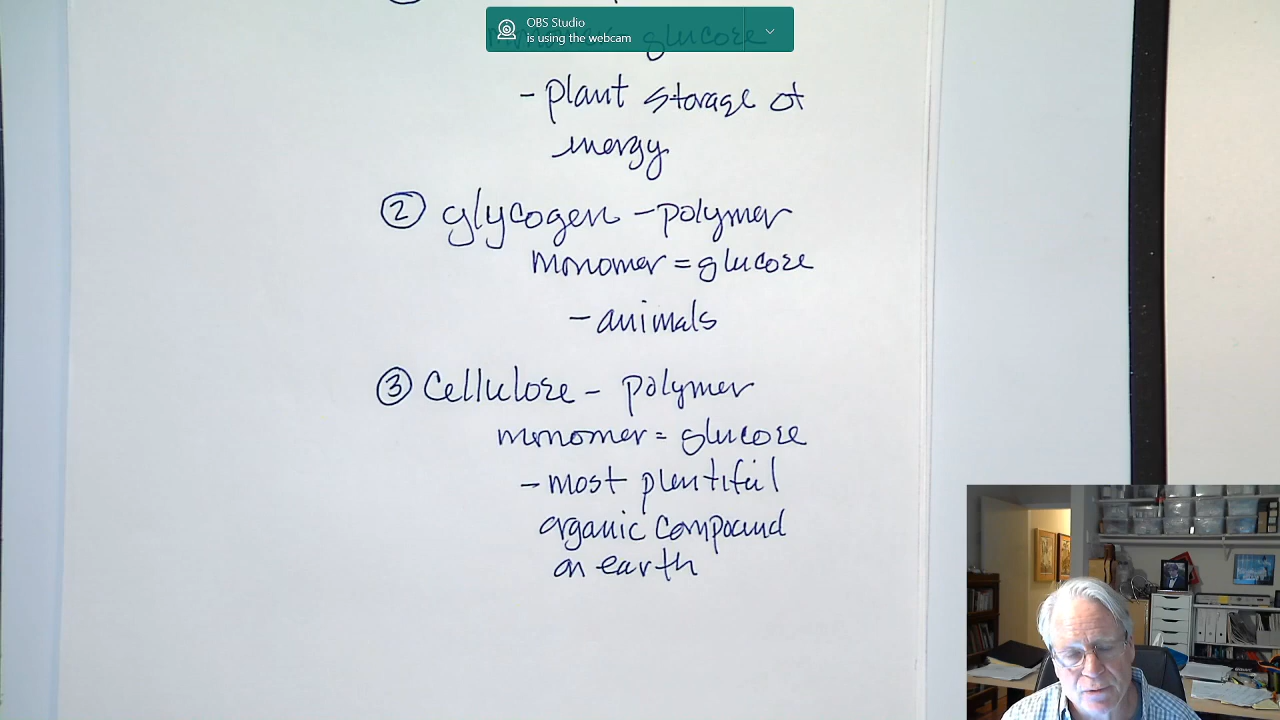 OBS Studio
is using the webcam
glucose
- plant storage of
energy
② glycogen - polymer
monomer = glucose
- animals
③ Cellulose - polymer
monomer = glucose
- most plentiful
organic compound
on earth